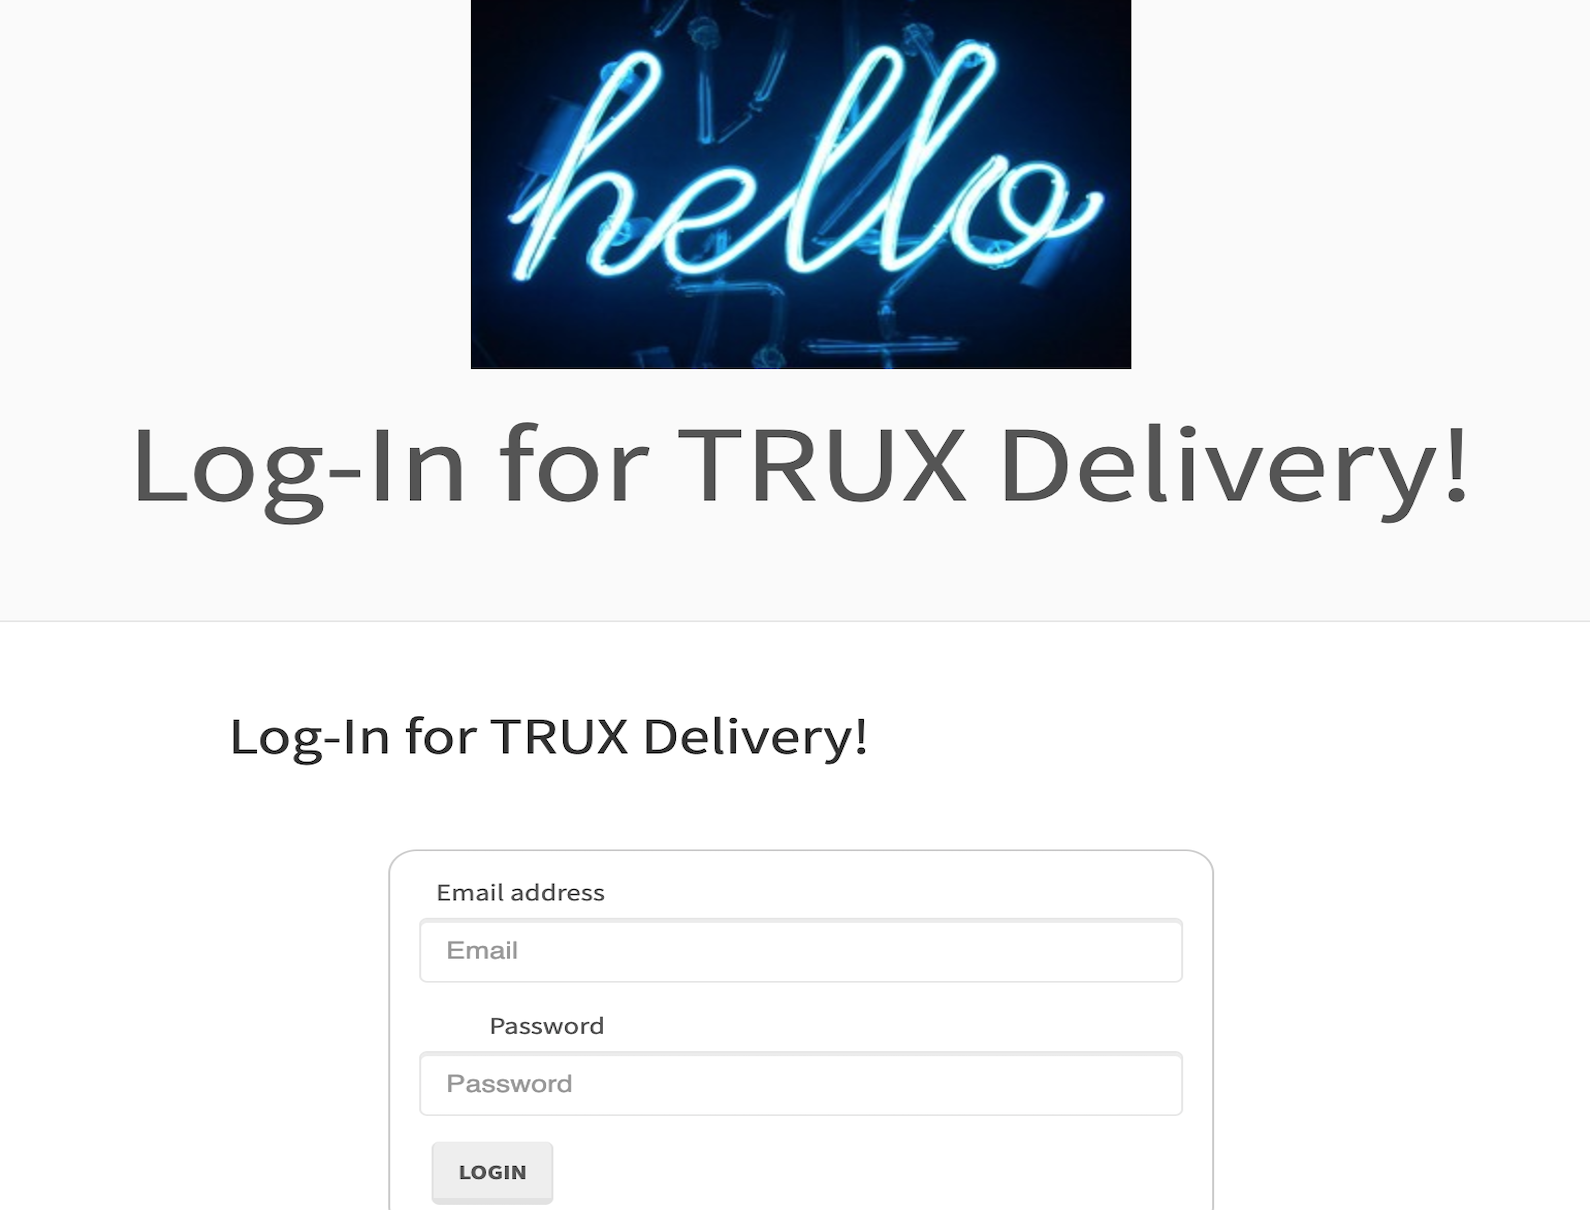 hello
Log-In for TRUX Delivery!
Log-In for TRUX Delivery!
Email address
Email
Password
Password
LOGIN